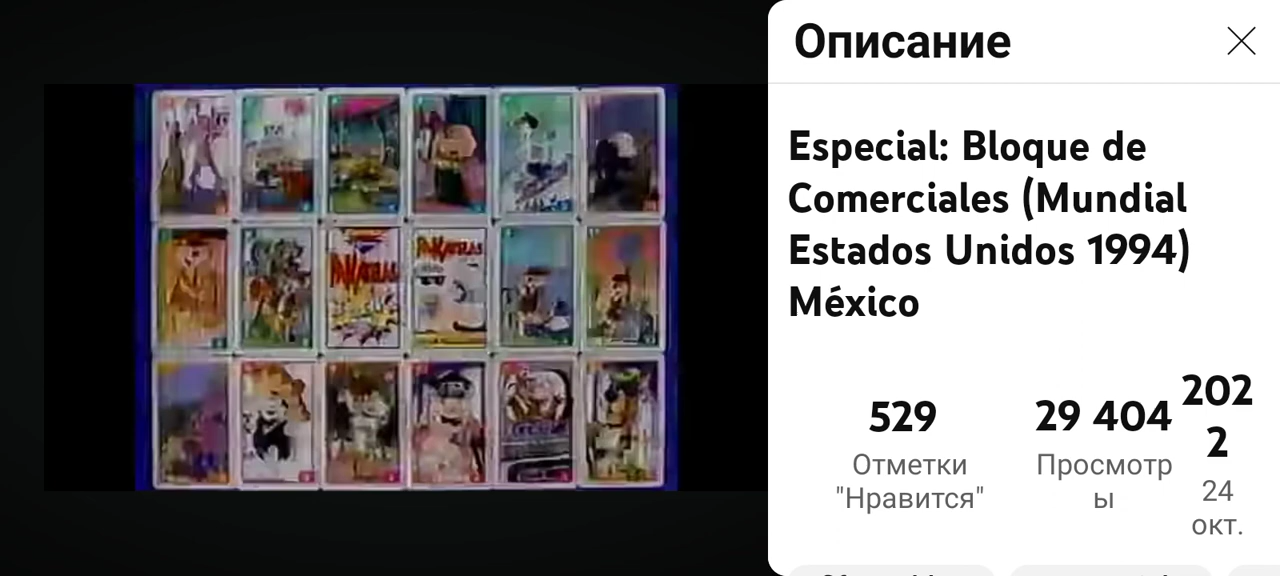 Описание
Especial: Bloque de
Comerciales (Mundial
Estados Unidos 1994)
México
529
Отметки
"Нравится"
29 404
Просмотр
ы
202
2
24
окт.